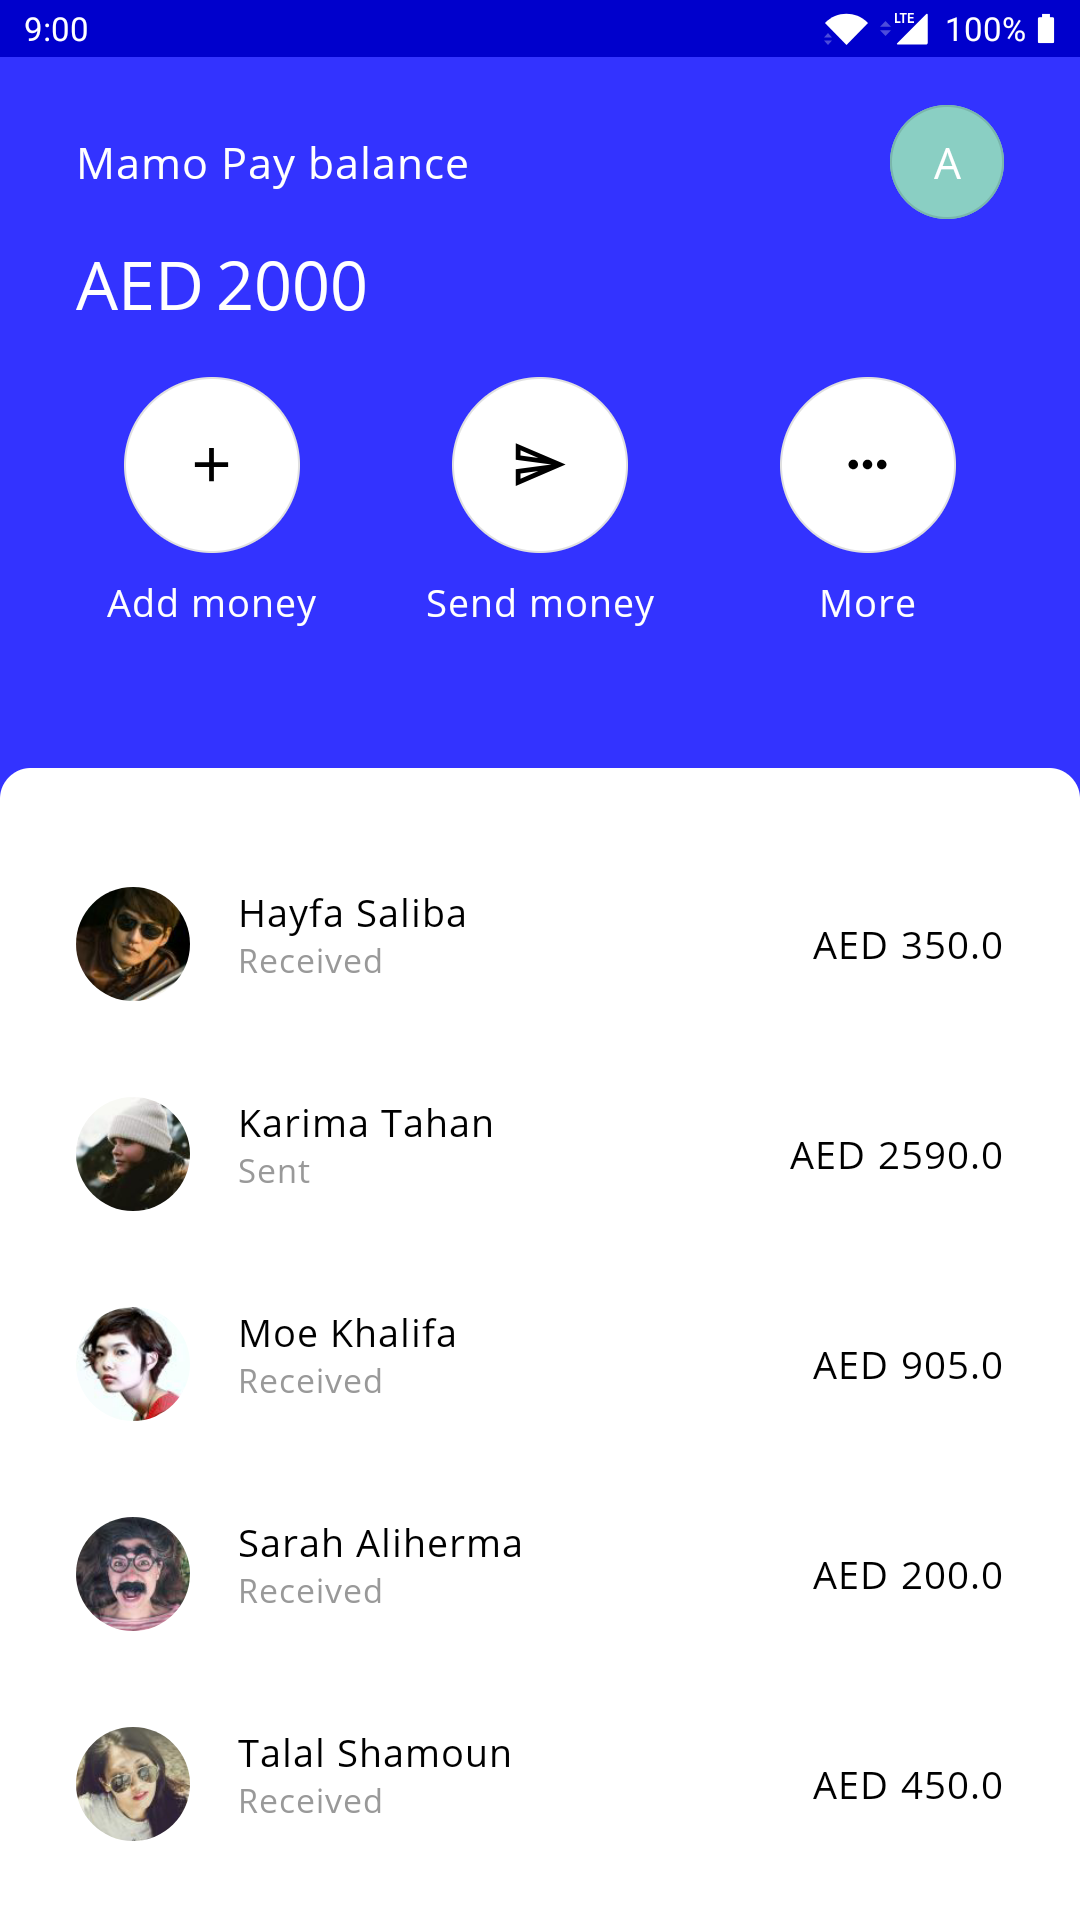 9:00 LTE 100%
Mamo Pay balance A
AED 2000
Add money Send money More
Hayfa Saliba
Received
AED 350.0
Karima Tahan
Sent
AED 2590.0
Moe Khalifa
Received
AED 905.0
Sarah Aliherma
Received
AED 200.0
Talal Shamoun
Received
AED 450.0